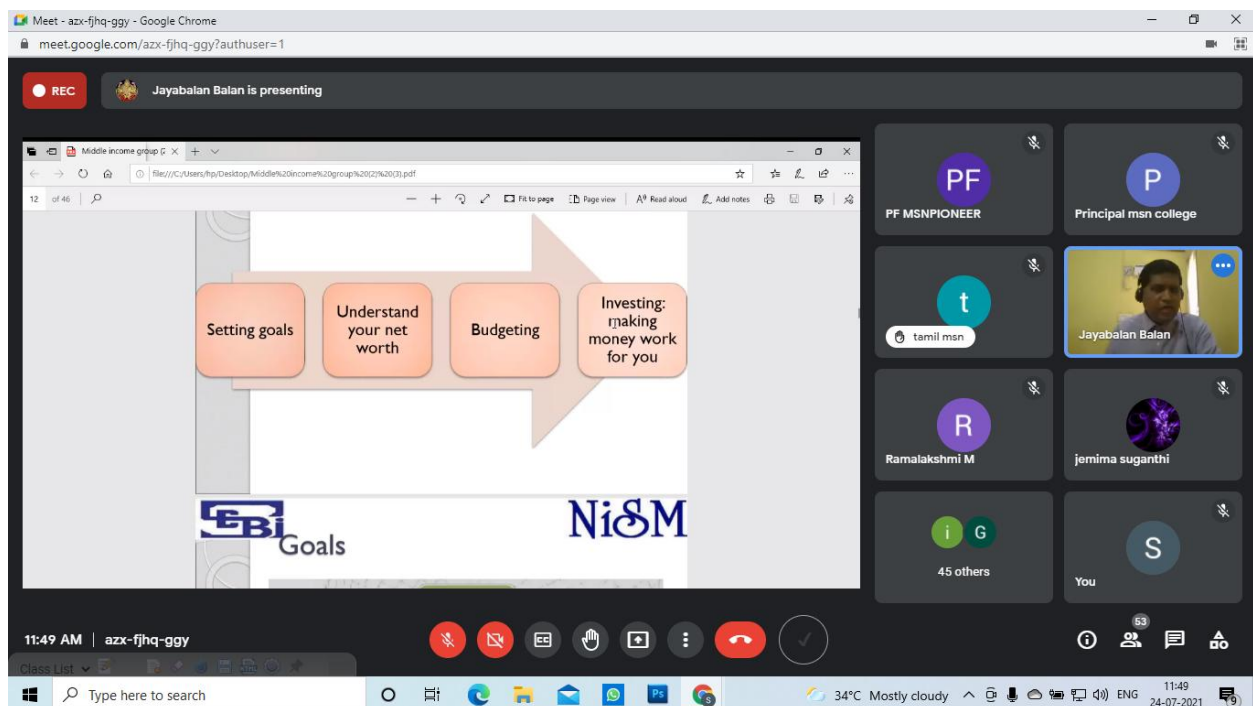 Meet - azx-fjhq-ggy - Google Chrome
meet.google.com/azx-fjhq-ggy?authuser=1
REC
Jayabalan Balan is presenting
Middle income group
file:///C:/Users/hp/Desktop/Middle%20income%20group%20(2)%20(3).pdf
12 of 46
Fit to page
Page view
Read aloud
Add notes
Setting goals
Understand
your net
worth
Budgeting
Investing:
making
money work
for you
SEBI
NiSM
Goals
PF
PF MSNPIONEER
P
Principal msn college
t
tamil msn
Jayabalan Balan
R
Ramalakshmi M
jemima suganthi
i
G
45 others
S
You
11:49 AM | azx-fjhq-ggy
CC
53
Class List
Type here to search
Ps
34°C Mostly cloudy
ENG
11:49
24-07-2021
9